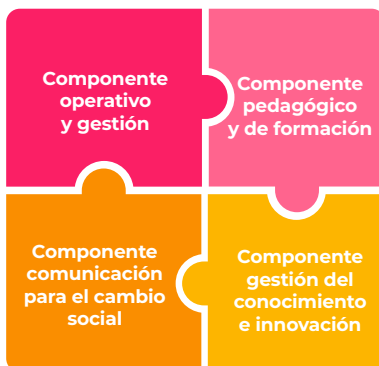 Componente
operativo
y gestión
Componente
pedagógico
y de formación
Componente
comunicación
para el cambio
social
Componente
gestión del
conocimiento
e innovación